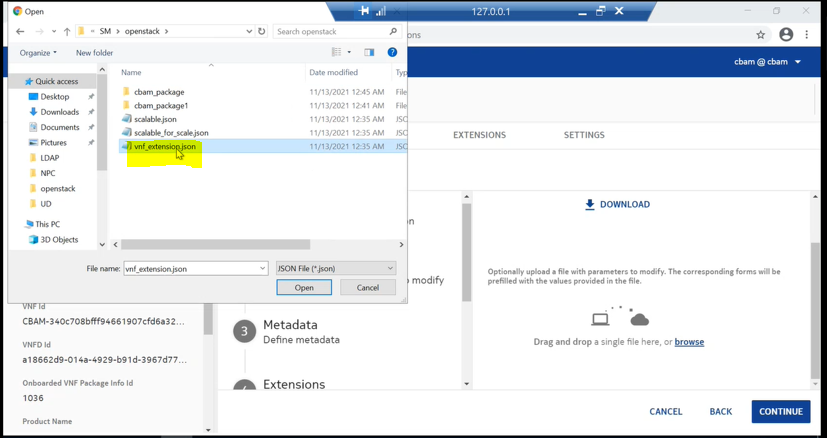 Open
127.0.0.1
« SM > openstack >
Search openstack
ons
Organize
New folder
cbam @ cbam
Quick access
Desktop
Downloads
Documents
Pictures
LDAP
NPC
openstack
UD
This PC
3D Objects
Name
Date modified
Typ
cbam_package
11/13/2021 12:45 AM
File
cbam_package1
11/13/2021 12:41 AM
File
scalable.json
11/13/2021 12:35 AM
JSO
scalable_for_scale.json
11/13/2021 12:35 AM
JSO
vnf_extension.json
11/13/2021 12:35 AM
JSO
File name:
vnf_extension.json
JSON File (*.json)
Open
Cancel
EXTENSIONS
SETTINGS
on
o modify
DOWNLOAD
Optionally upload a file with parameters to modify. The corresponding forms will be
prefilled with the values provided in the file.
Drag and drop a single file here, or browse
VNF Id
CBAM-340c708bfff94661907cfd6a32...
VNFD Id
a18662d9-014a-4929-b91d-3967d77...
Onboarded VNF Package Info Id
1036
Product Name
3
Metadata
Define metadata
4
Extensions
CANCEL
BACK
CONTINUE